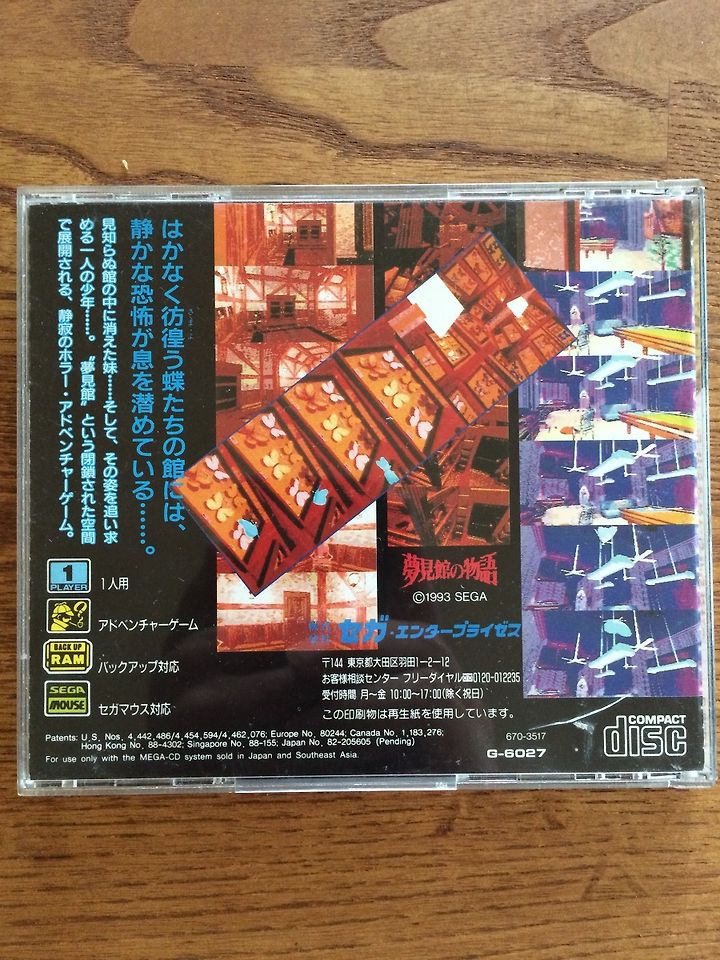 はかなく彷徨う蝶たちの館には、
さまよ
静かな恐怖が息を潜めている……。
見知らぬ館の中に消えた妹……そして、その姿を追い求
める一人の少年……。〝夢見館〟という閉鎖された空間
で展開される、静寂のホラー・アドベンチャーゲーム。
1
PLAYER
1人用
アドベンチャーゲーム
BACK UP
RAM
バックアップ対応
SEGA
MOUSE
セガマウス対応
夢見館の物語
©1993 SEGA
株式会社 セガ・エンタープライゼス
〒144 東京都大田区羽田1-2-12
お客様相談センター フリーダイヤル0120-012235
受付時間 月〜金 10:00〜17:00(除く祝日)
この印刷物は再生紙を使用しています。
Patents: U.S. Nos. 4,442,486/4,454,594/4,462,076; Europe No. 80244; Canada No. 1,183,276;
Hong Kong No. 88-4302; Singapore No. 88-155; Japan No. 82-205605 (Pending)
For use only with the MEGA-CD system sold in Japan and Southeast Asia.
670-3517
G-6027
COMPACT
disc